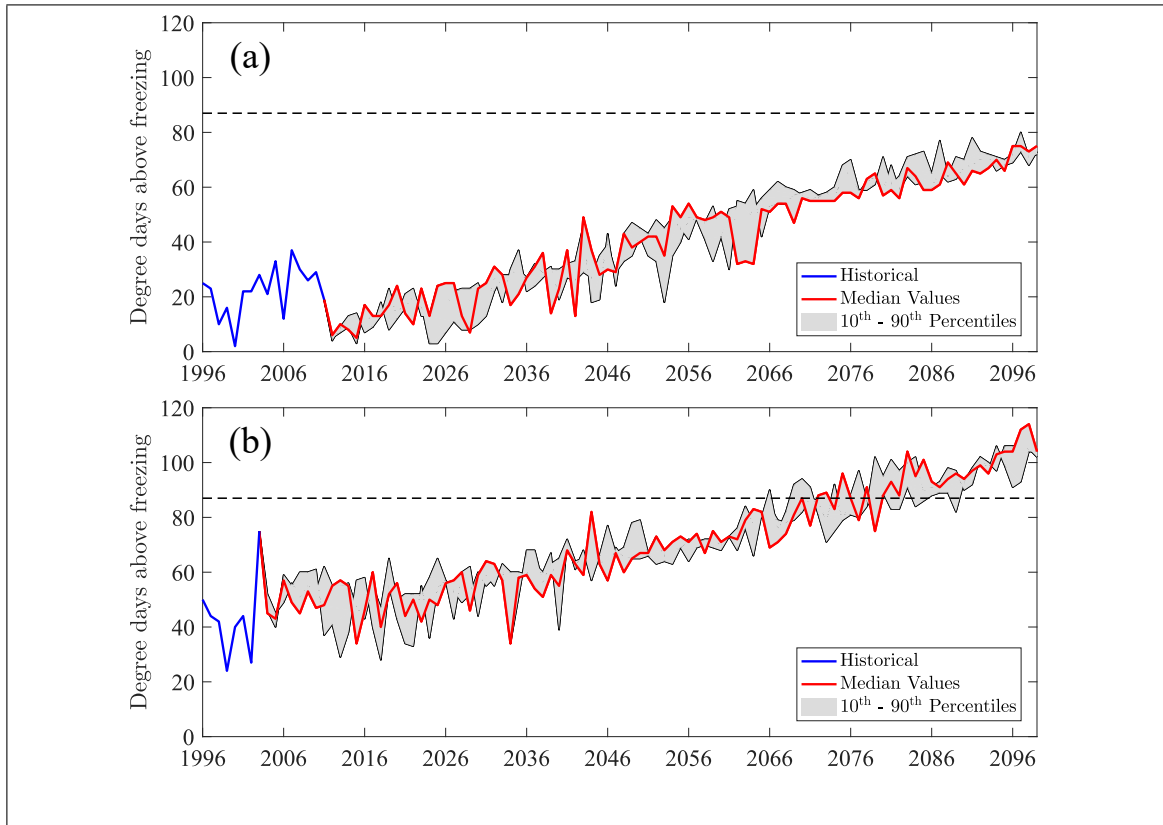 (a)
Degree days above freezing
120
100
80
60
40
20
0
1996 2006 2016 2026 2036 2046 2056 2066 2076 2086 2096
Historical
Median Values
10th - 90th Percentiles
(b)
Degree days above freezing
120
100
80
60
40
20
0
1996 2006 2016 2026 2036 2046 2056 2066 2076 2086 2096
Historical
Median Values
10th - 90th Percentiles